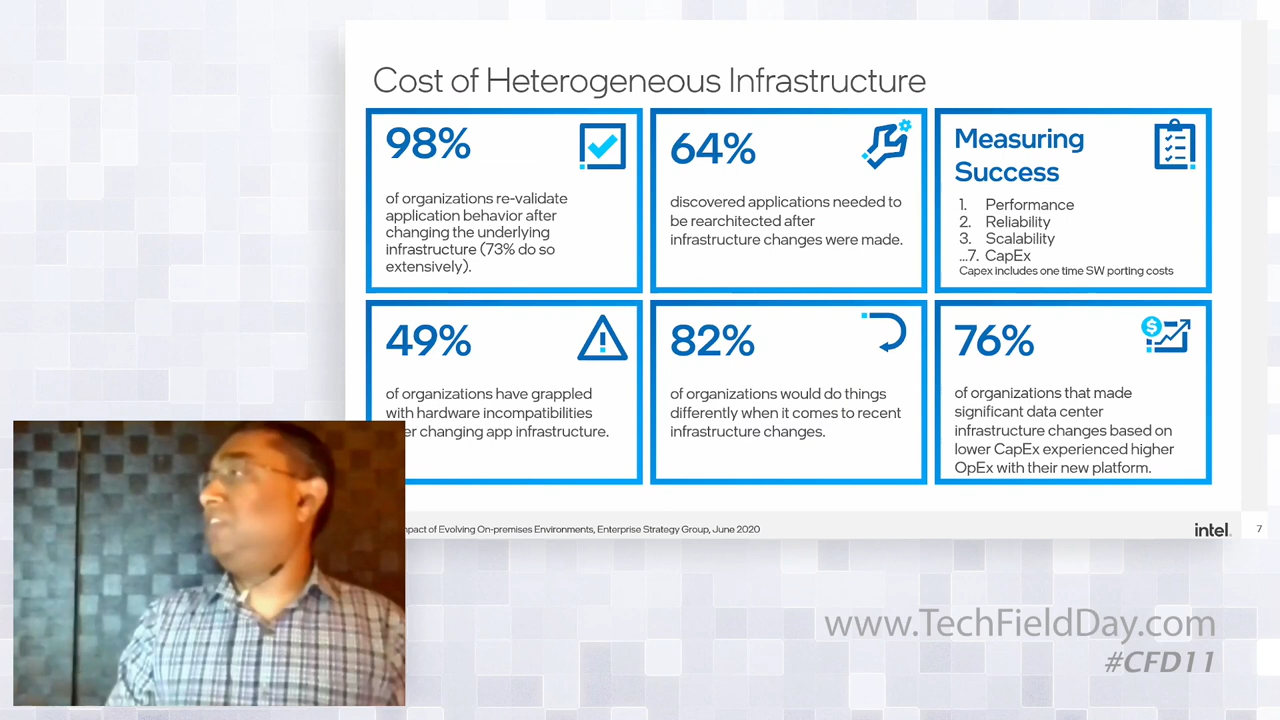 Cost of Heterogeneous Infrastructure
98%
of organizations re-validate
application behavior after
changing the underlying
infrastructure (73% do so
extensively).
64%
discovered applications needed to
be rearchitected after
infrastructure changes were made.
Measuring
Success
1. Performance
2. Reliability
3. Scalability
...7. CapEx
Capex includes one time SW porting costs
49%
of organizations have grappled
with hardware incompatibilities
changing app infrastructure.
82%
of organizations would do things
differently when it comes to recent
infrastructure changes.
76%
of organizations that made
significant data center
infrastructure changes based on
lower CapEx experienced higher
OpEx with their new platform.
of Evolving On-premises Environments, Enterprise Strategy Group, June 2020
intel.
7
www.TechFieldDay.com
#CFD11